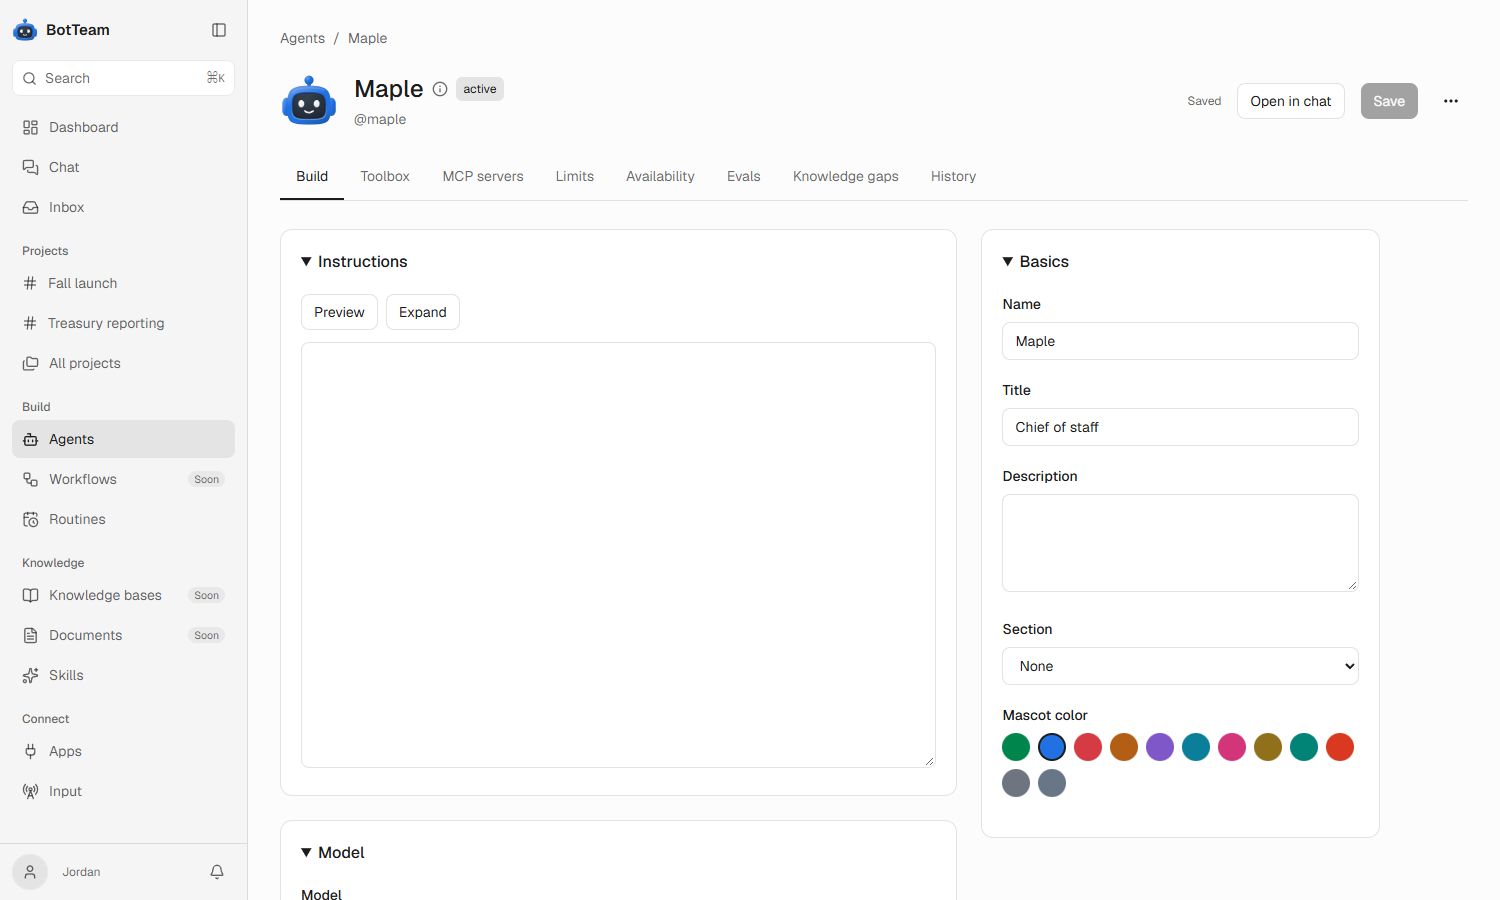 BotTeam
Search ⌘K
Dashboard
Chat
Inbox
Projects
Fall launch
Treasury reporting
All projects
Build
Agents
Workflows Soon
Routines
Knowledge
Knowledge bases Soon
Documents Soon
Skills
Connect
Apps
Input
Jordan
Agents / Maple
Maple active
@maple
Saved Open in chat Save
Build Toolbox MCP servers Limits Availability Evals Knowledge gaps History
Instructions
Preview Expand
Model
Model
Basics
Name
Maple
Title
Chief of staff
Description
Section
None
Mascot color